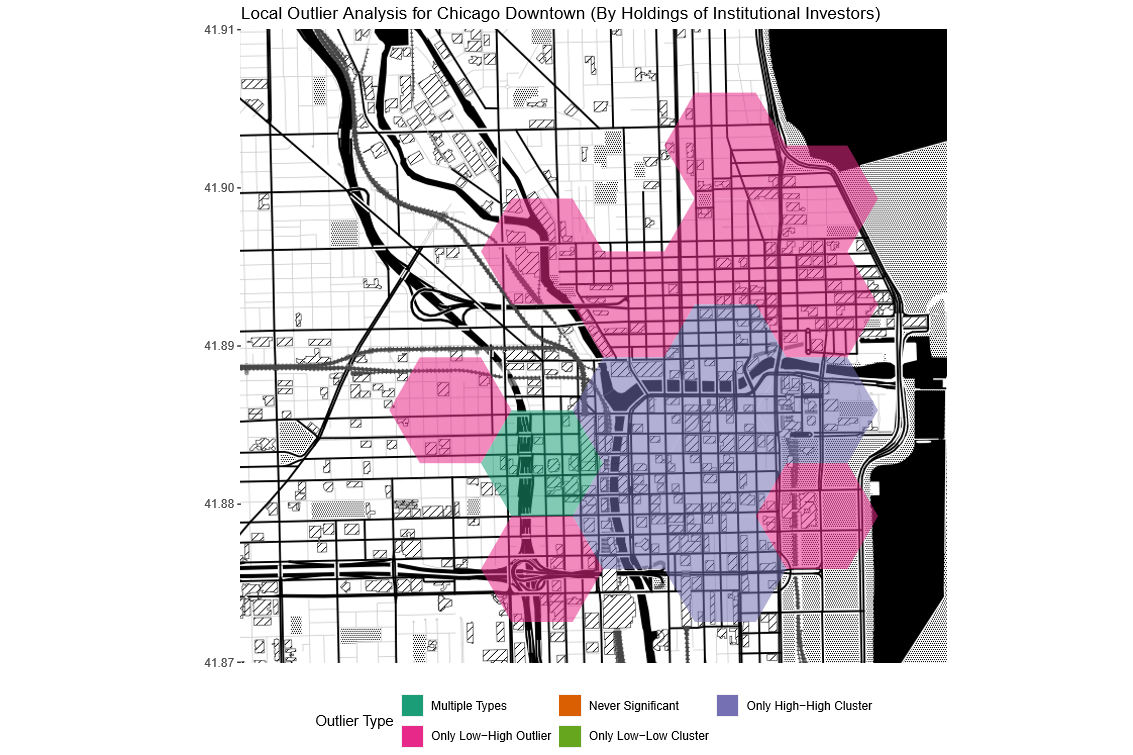 Local Outlier Analysis for Chicago Downtown (By Holdings of Institutional Investors)
41.91
41.90
41.89
41.88
41.87
Outlier Type
Multiple Types
Never Significant
Only High−High Cluster
Only Low−High Outlier
Only Low−Low Cluster